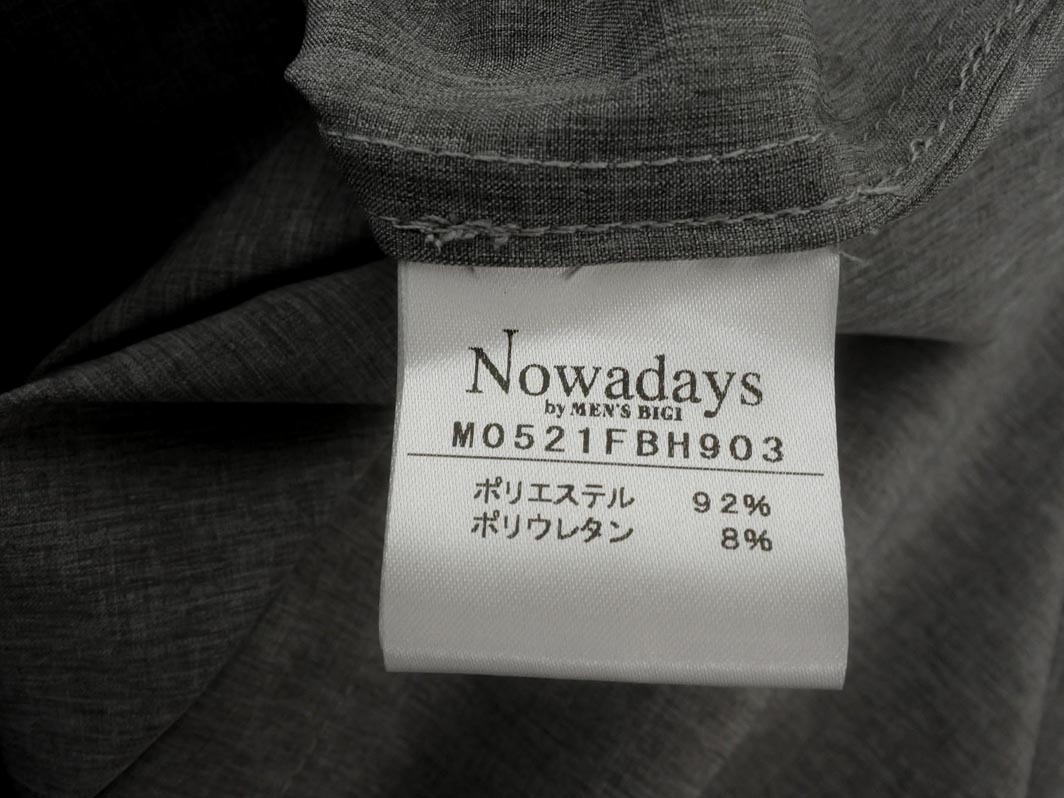 Nowadays
by MEN'S BIGI
M0521FBH903
ポリエステル 92%
ポリウレタン 8%